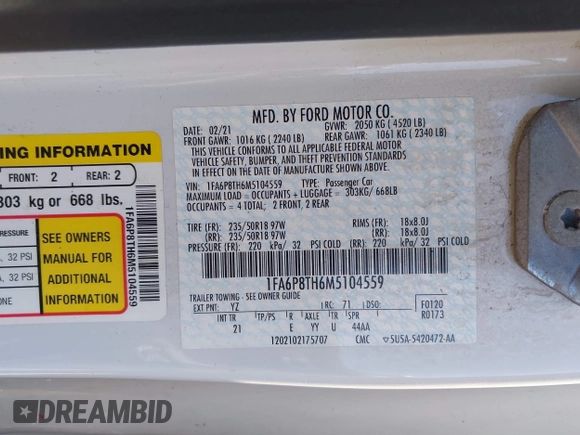 MFD. BY FORD MOTOR CO.
02/21
GVWR: 2050 KG ( 4520 LB)
FRONT GAWR: 1016 KG ( 2240 LB)
REAR GAWR: 1061 KG ( 2340 LB)
THIS VEHICLE CONFORMS TO ALL APPLICABLE FEDERAL MOTOR
VEHICLE SAFETY, BUMPER, AND THEFT PREVENTION STANDARDS
IN EFFECT ON THE DATE OF MANUFACTURE SHOWN ABOVE.
VIN: 1FA6P8TH6M5104559 TYPE: Passenger Car
MAXIMUM LOAD = OCCUPANTS + LUGGAGE = 303KG/ 668LB
OCCUPANTS = 4 TOTAL; 2 FRONT, 2 REAR
TIRE (FR): 235/50R18 97W RIMS (FR): 18x8.0J
(RR): 235/50R18 97W (RR): 18x8.0J
PRESSURE (FR): 220 kPa/ 32 PSI COLD (RR): 220 kPa/ 32 PSI COLD
1FA6P8TH6M5104559
TRAILER TOWING - SEE OWNER GUIDE
EXT PNT: YZ RC: 71 DSO:
F0120
R0173
INT TR TP/PS R AXLE TR SPR
21 E YY U 44AA
1202102175707 CMC 5U5A-5420472-AA
NG INFORMATION
FRONT: 2 REAR: 2
303 kg or 668 lbs.
PRESSURE
, 32 PSI
, 32 PSI
ONE
SEE OWNERS
MANUAL FOR
ADDITIONAL
INFORMATION
1FA6P8TH6M5104559
DREAMBID